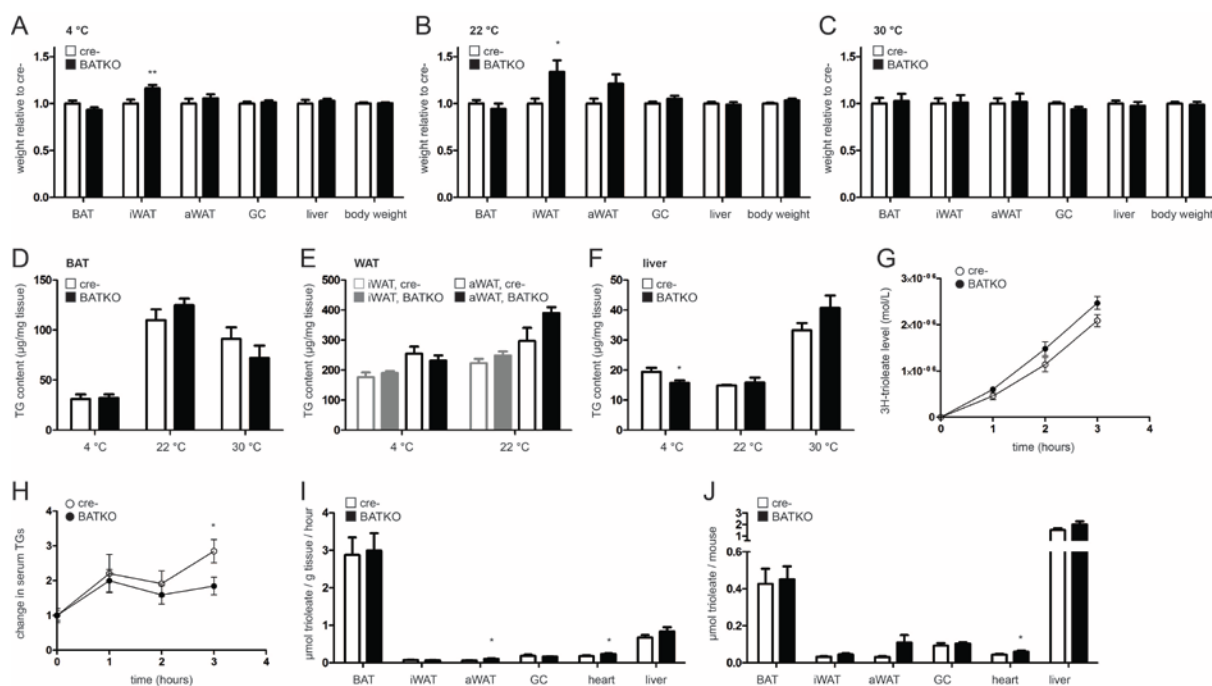 A
4 °C
cre-
BATKO
weight relative to cre-
1.5
1.0
0.5
0.0
**
BAT iWAT aWAT GC liver body weight
B
22 °C
cre-
BATKO
weight relative to cre-
1.5
1.0
0.5
0.0
*
BAT iWAT aWAT GC liver body weight
C
30 °C
cre-
BATKO
weight relative to cre-
1.5
1.0
0.5
0.0
BAT iWAT aWAT GC liver body weight
D
BAT
cre-
BATKO
TG content (µg/mg tissue)
150
100
50
0
4 °C 22 °C 30 °C
E
WAT
iWAT, cre- aWAT, cre-
iWAT, BATKO aWAT, BATKO
TG content (µg/mg tissue)
500
400
300
200
100
0
4 °C 22 °C
F
liver
cre-
BATKO
TG content (µg/mg tissue)
50
40
30
20
10
0
*
4 °C 22 °C 30 °C
G
cre-
BATKO
3H-trioleate level (mol/L)
3×10-06
2×10-06
1×10-06
0
0 1 2 3 4
time (hours)
H
cre-
BATKO
change in serum TGs
4
3
2
1
0
*
0 1 2 3 4
time (hours)
I
cre-
BATKO
µmol trioleate / g tissue / hour
4
3
2
1
0
* *
BAT iWAT aWAT GC heart liver
J
cre-
BATKO
µmol trioleate / mouse
3
2
1
0.6
0.4
0.2
0.0
*
BAT iWAT aWAT GC heart liver